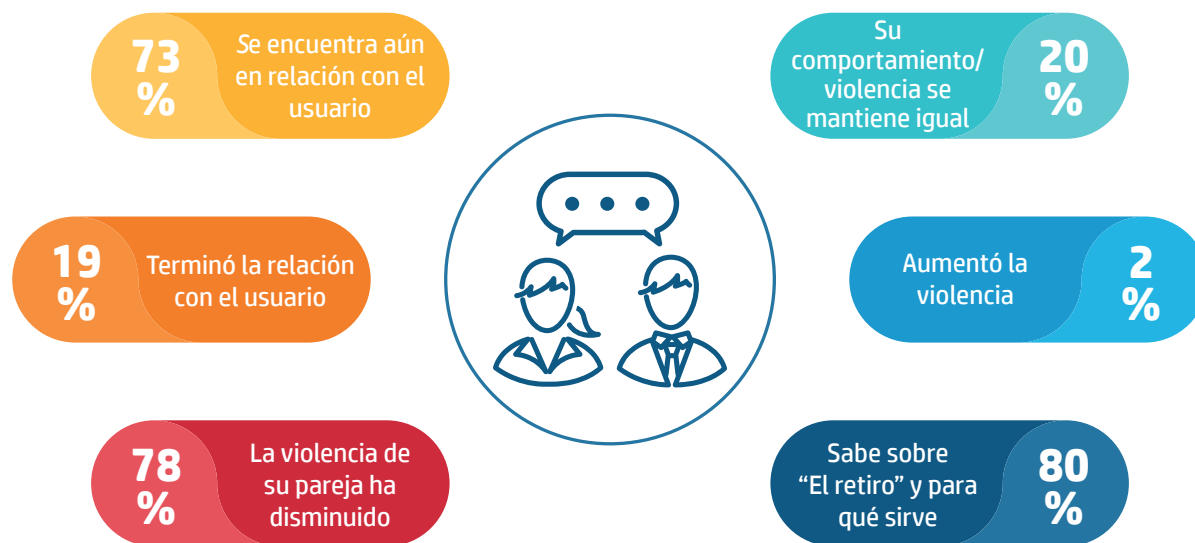 73
%
Se encuentra aún
en relación con el
usuario
Su
comportamiento/
violencia se
mantiene igual
20
%
19
%
Terminó la relación
con el usuario
Aumentó la
violencia
2
%
78
%
La violencia de
su pareja ha
disminuido
Sabe sobre
“El retiro” y para
qué sirve
80
%